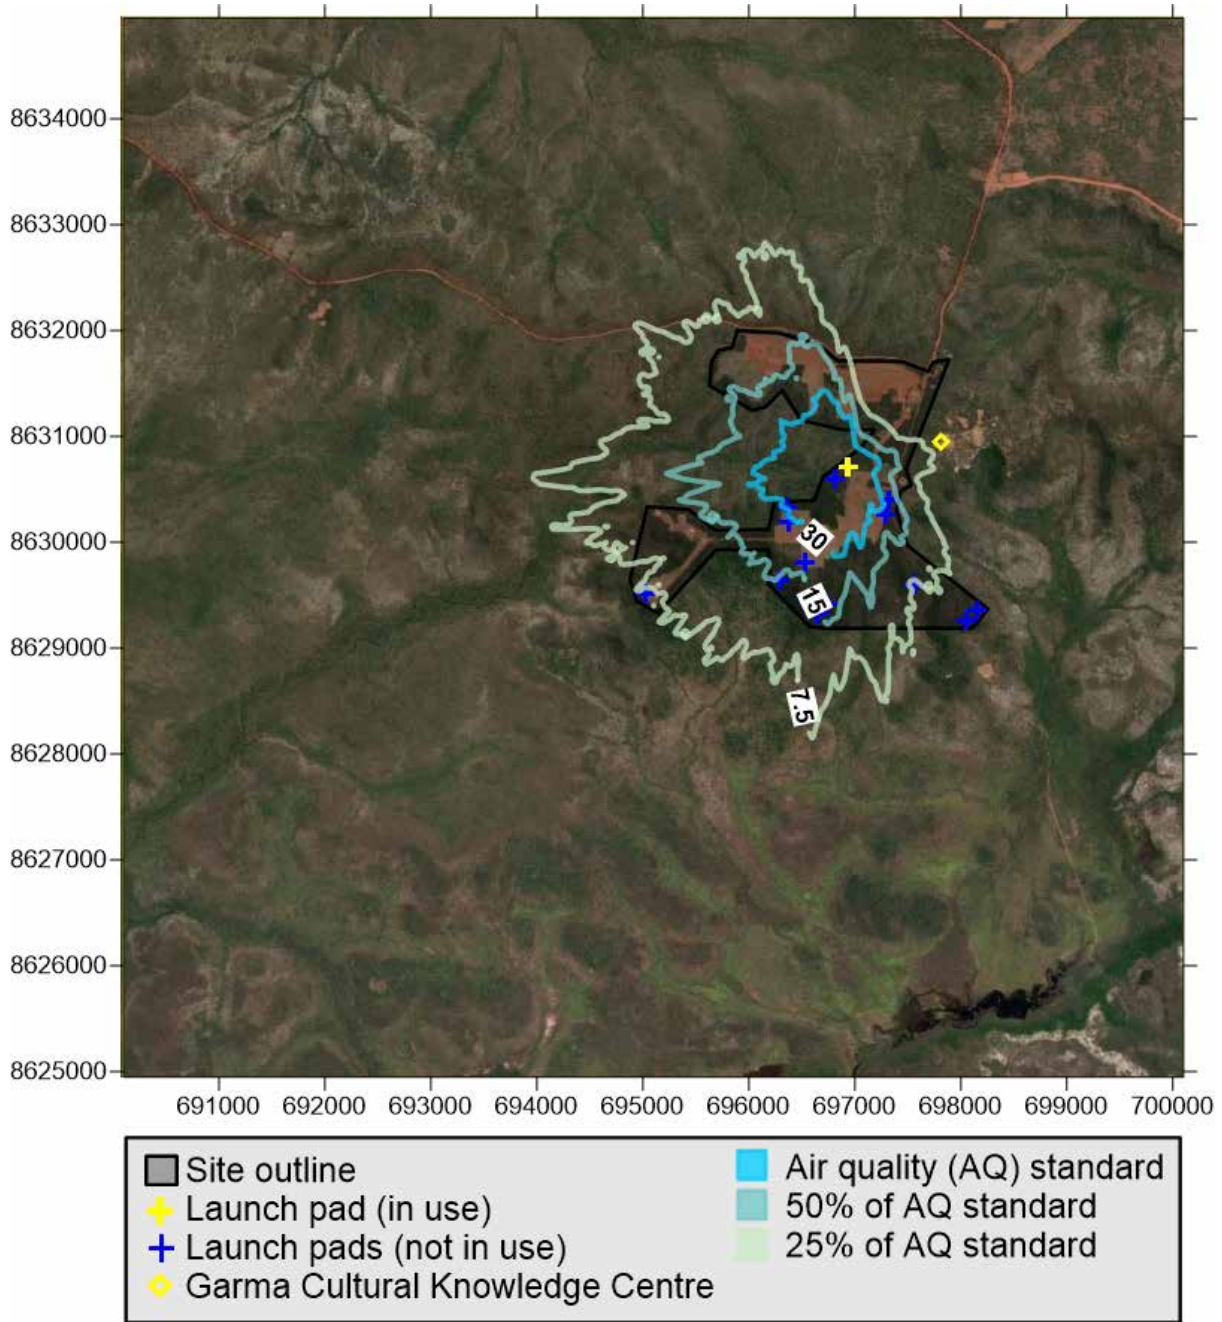 8634000
8633000
8632000
8631000
8630000
8629000
8628000
8627000
8626000
8625000
30
15
7.5
691000 692000 693000 694000 695000 696000 697000 698000 699000 700000
Site outline
Launch pad (in use)
Launch pads (not in use)
Garma Cultural Knowledge Centre
Air quality (AQ) standard
50% of AQ standard
25% of AQ standard